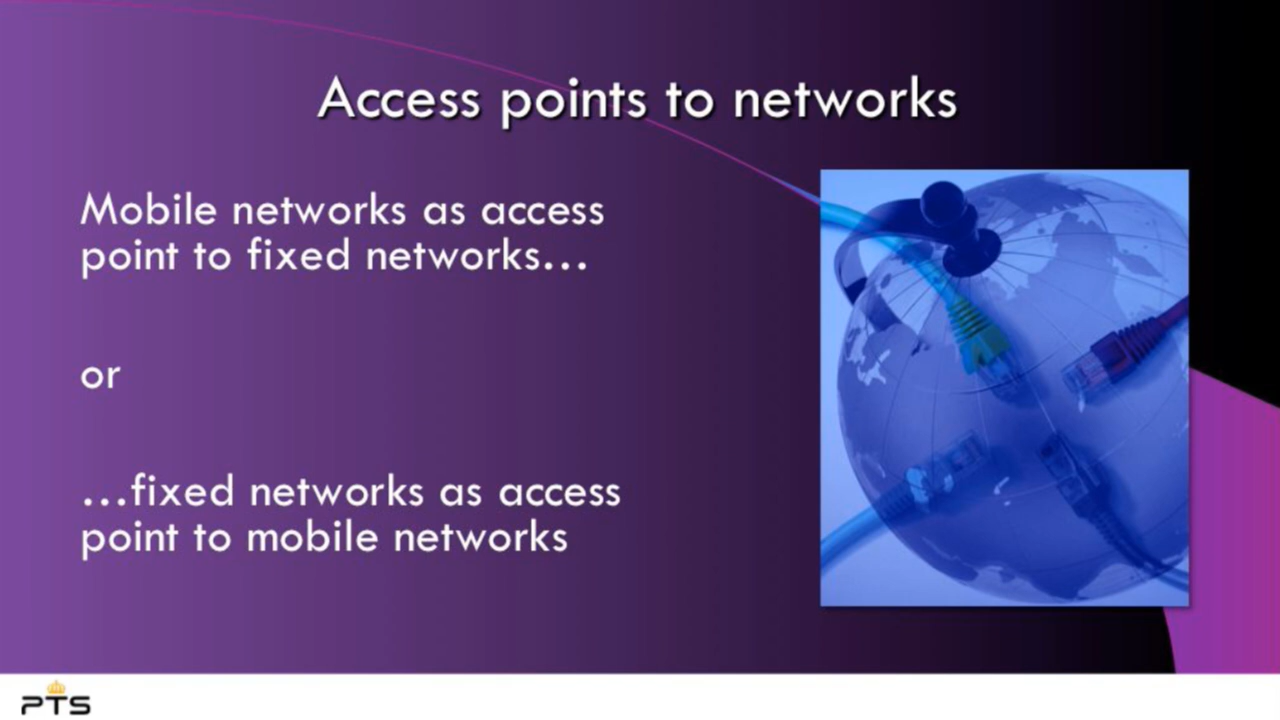 Access points to networks
Mobile networks as access
point to fixed networks…
or
…fixed networks as access
point to mobile networks
PTS